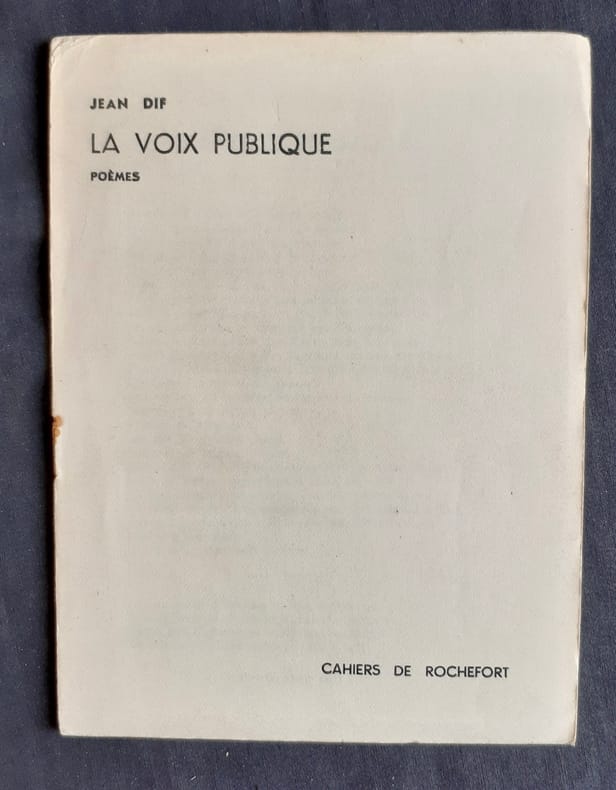 JEAN DIF
LA VOIX PUBLIQUE
POÈMES
CAHIERS DE ROCHEFORT